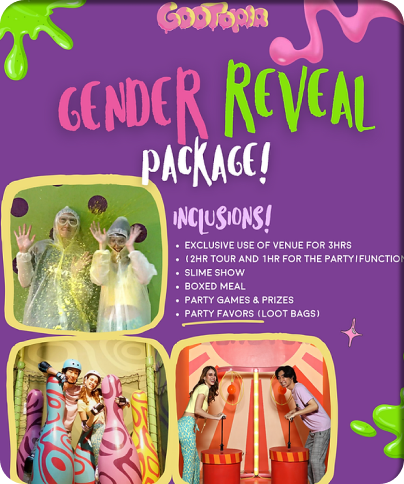 GOOTOPIA
GENDER REVEAL
PACKAGE!
INCLUSIONS!
• EXCLUSIVE USE OF VENUE FOR 3HRS
• (2HR TOUR AND 1HR FOR THE PARTY/FUNCTION
• SLIME SHOW
• BOXED MEAL
• PARTY GAMES & PRIZES
• PARTY FAVORS (LOOT BAGS)